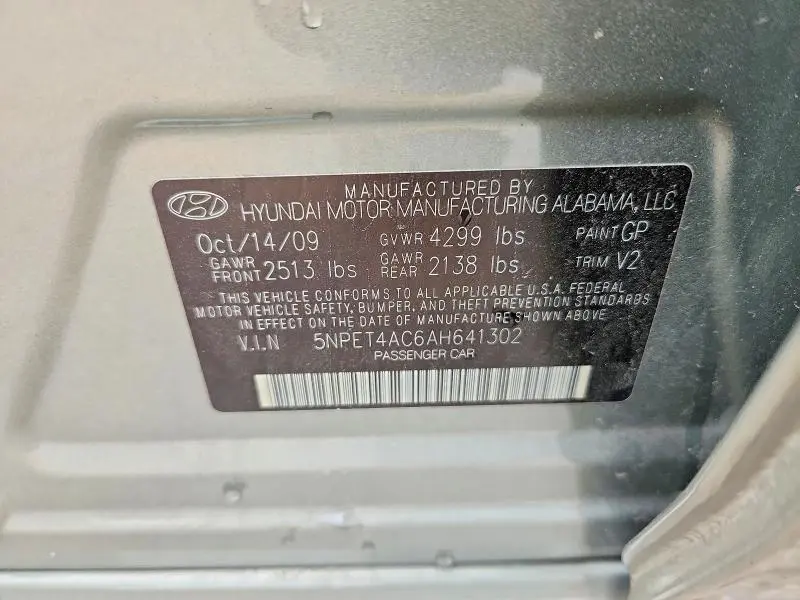 MANUFACTURED BY
HYUNDAI MOTOR MANUFACTURING ALABAMA, LLC
Oct/14/09 GVWR 4299 lbs PAINT GP
GAWR FRONT 2513 lbs GAWR REAR 2138 lbs TRIM V2
THIS VEHICLE CONFORMS TO ALL APPLICABLE U.S.A. FEDERAL
MOTOR VEHICLE SAFETY, BUMPER, AND THEFT PREVENTION STANDARDS
IN EFFECT ON THE DATE OF MANUFACTURE SHOWN ABOVE.
V.I.N 5NPET4AC6AH641302
PASSENGER CAR